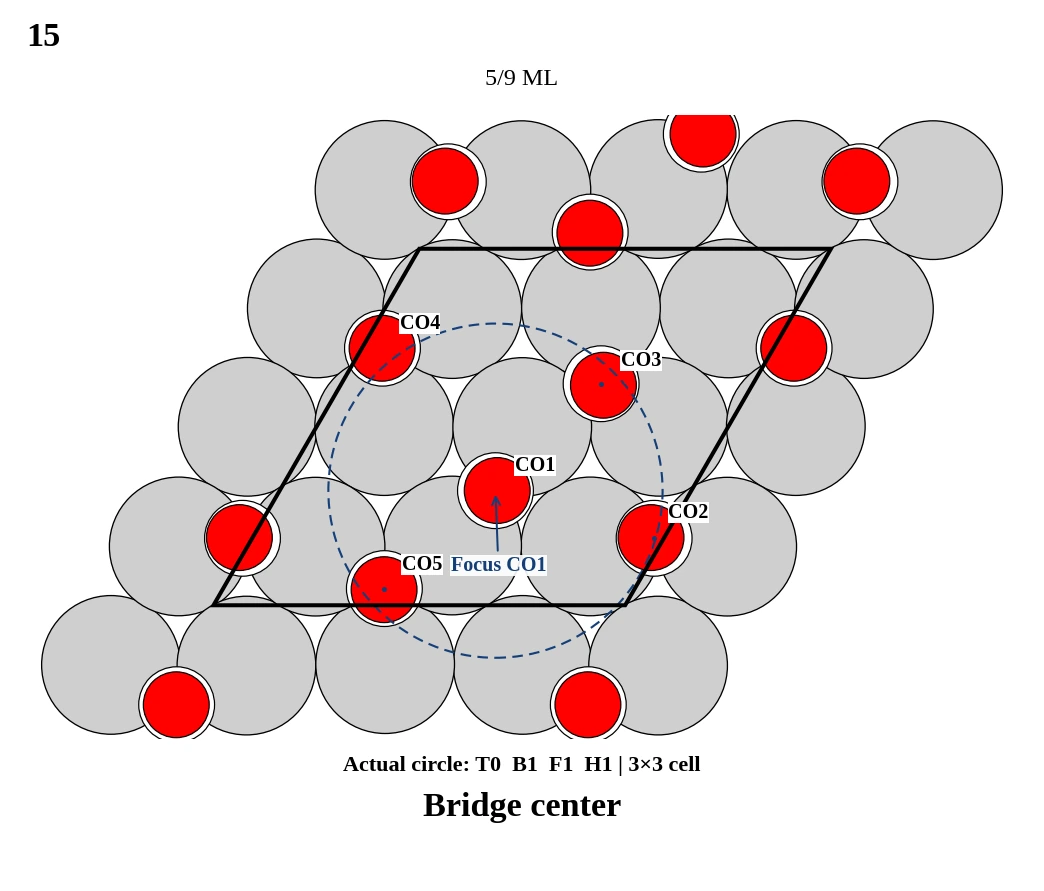 15
5/9 ML
CO4
CO3
CO1
CO2
CO5
Focus CO1
Actual circle: T0 B1 F1 H1 | 3×3 cell
Bridge center